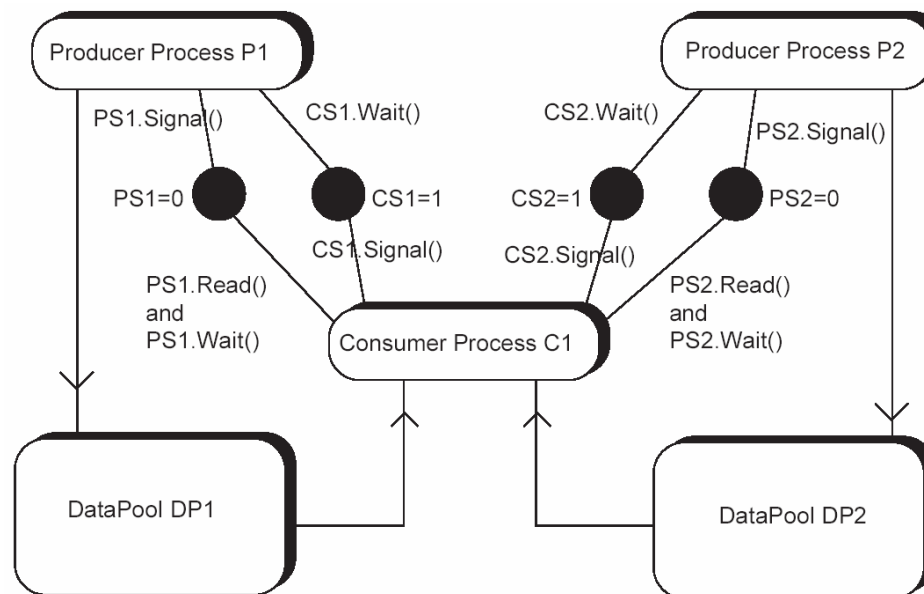 Producer Process P1
Producer Process P2
PS1.Signal()
CS1.Wait()
CS2.Wait()
PS2.Signal()
PS1=0
CS1=1
CS2=1
PS2=0
CS1.Signal()
CS2.Signal()
PS1.Read()
and
PS1.Wait()
PS2.Read()
and
PS2.Wait()
Consumer Process C1
DataPool DP1
DataPool DP2